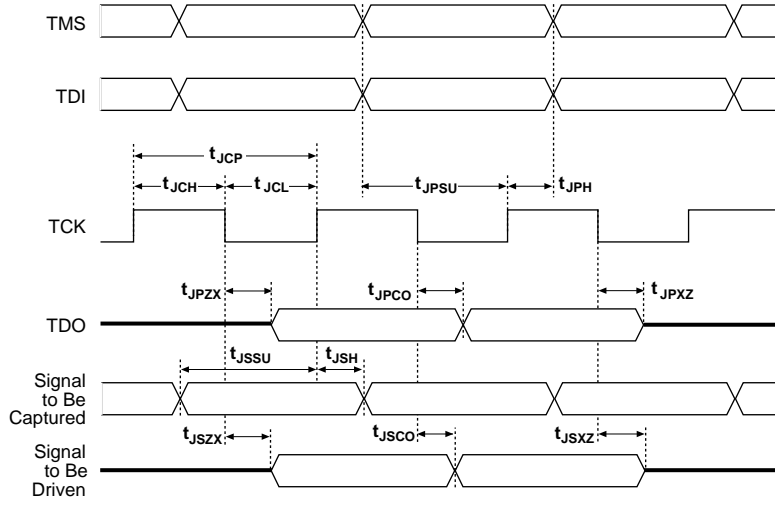 TMS
TDI
tJCP
tJCH
tJCL
tJPSU
tJPH
TCK
tJPZX
tJPCO
tJPXZ
TDO
tJSSU
tJSH
Signal
to Be
Captured
tJSZX
tJSCO
tJSXZ
Signal
to Be
Driven